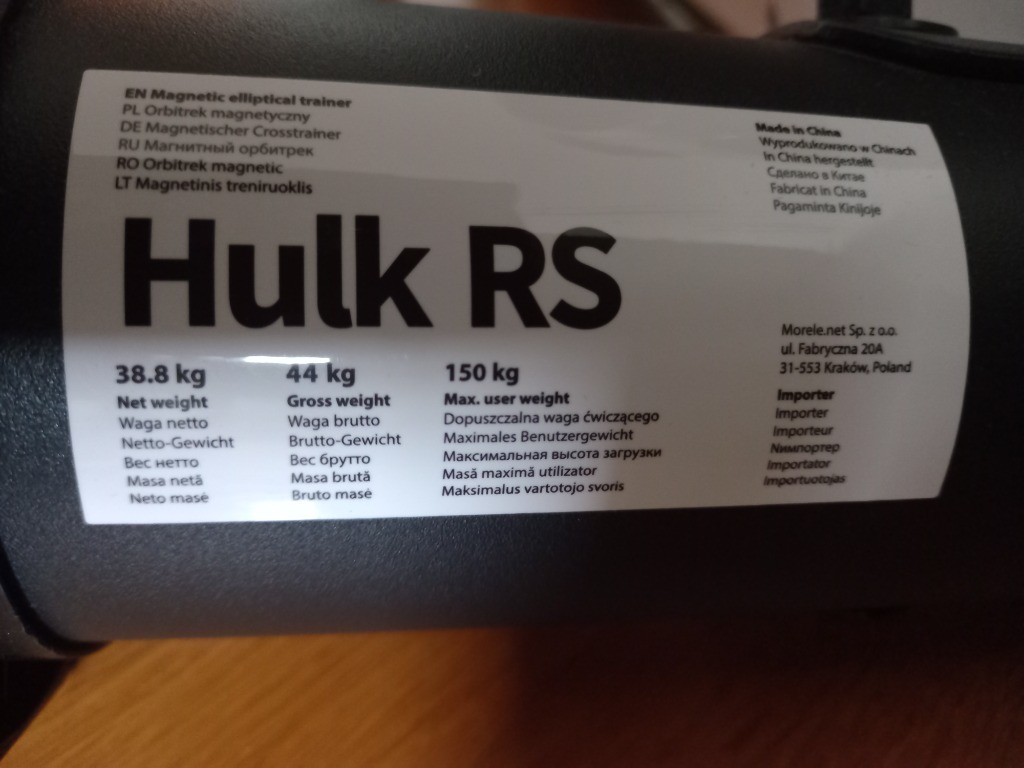 EN Magnetic elliptical trainer
PL Orbitrek magnetyczny
DE Magnetischer Crosstrainer
RU Магнитный орбитрек
RO Orbitrek magnetic
LT Magnetinis treniruoklis
Made in China
Wyprodukowano w Chinach
In China hergestellt
Сделано в Китае
Fabricat in China
Pagaminta Kinijoje
Hulk RS
38.8 kg
Net weight
Waga netto
Netto-Gewicht
Вес нетто
Masa netă
Neto masė
44 kg
Gross weight
Waga brutto
Brutto-Gewicht
Вес брутто
Masa brută
Bruto masė
150 kg
Max. user weight
Dopuszczalna waga ćwiczącego
Maximales Benutzergewicht
Максимальная высота загрузки
Masă maximă utilizator
Maksimalus vartotojo svoris
Morele.net Sp. z o.o.
ul. Fabryczna 20A
31-553 Kraków, Poland
Importer
Importer
Importeur
Nмпортер
Importator
Importuotojas